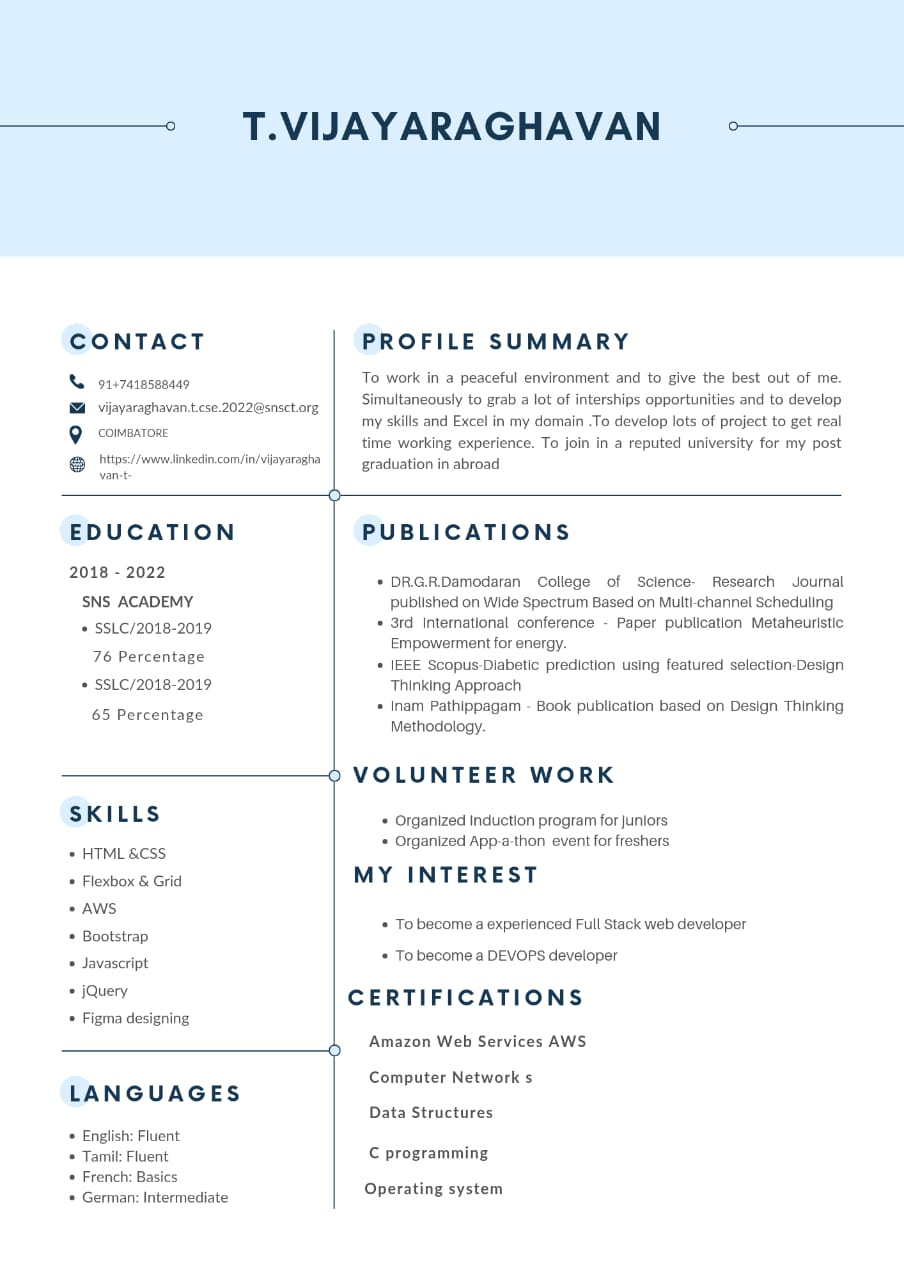 T.VIJAYARAGHAVAN
CONTACT
91+7418588449
vijayaraghavan.t.cse.2022@snsct.org
COIMBATORE
https://www.linkedin.com/in/vijayaragha
van-t-
EDUCATION
2018 - 2022
SNS ACADEMY
SSLC/2018-2019
76 Percentage
SSLC/2018-2019
65 Percentage
SKILLS
HTML &CSS
Flexbox & Grid
AWS
Bootstrap
Javascript
jQuery
Figma designing
LANGUAGES
English: Fluent
Tamil: Fluent
French: Basics
German: Intermediate
PROFILE SUMMARY
To work in a peaceful environment and to give the best out of me.
Simultaneously to grab a lot of interships opportunities and to develop
my skills and Excel in my domain .To develop lots of project to get real
time working experience. To join in a reputed university for my post
graduation in abroad
PUBLICATIONS
DR.G.R.Damodaran College of Science- Research Journal
published on Wide Spectrum Based on Multi-channel Scheduling
3rd International conference - Paper publication Metaheuristic
Empowerment for energy.
IEEE Scopus-Diabetic prediction using featured selection-Design
Thinking Approach
Inam Pathippagam - Book publication based on Design Thinking
Methodology.
VOLUNTEER WORK
Organized Induction program for juniors
Organized App-a-thon event for freshers
MY INTEREST
To become a experienced Full Stack web developer
To become a DEVOPS developer
CERTIFICATIONS
Amazon Web Services AWS
Computer Network s
Data Structures
C programming
Operating system